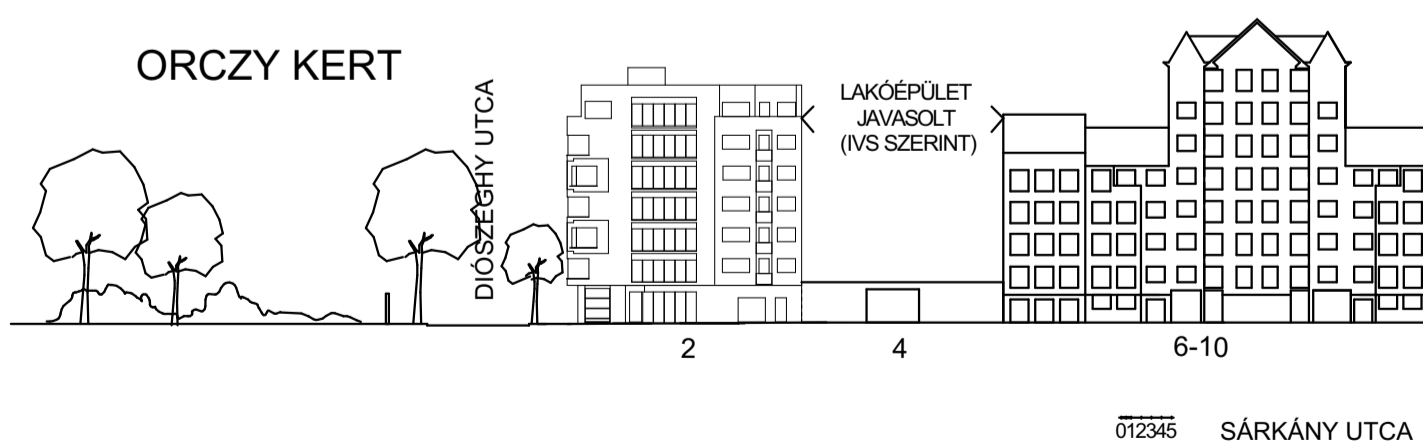 ORCZY KERT
DIÓSZEGHY UTCA
LAKÓÉPÜLET
JAVASOLT
(IVS SZERINT)
2
4
6-10
012345
SÁRKÁNY UTCA